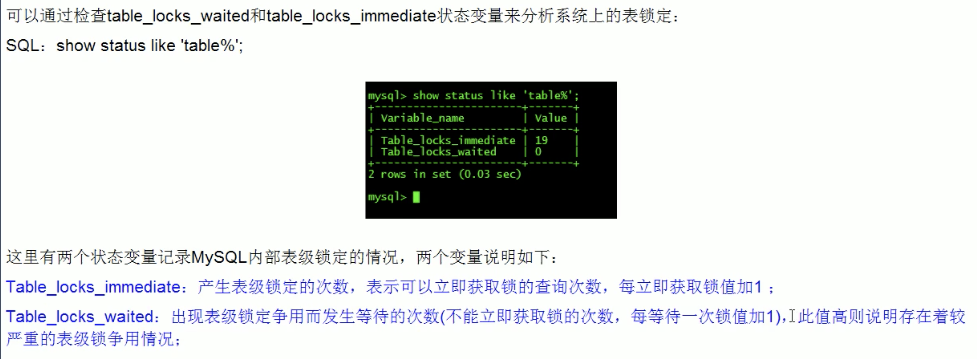 可以通过检查table_locks_waited和table_locks_immediate状态变量来分析系统上的表锁定：
SQL：show status like 'table%';
mysql> show status like 'table%';
+-----------------------+-------+
| Variable_name | Value |
+-----------------------+-------+
| Table_locks_immediate | 19 |
| Table_locks_waited | 0 |
+-----------------------+-------+
2 rows in set (0.03 sec)
mysql>
这里有两个状态变量记录MySQL内部表级锁定的情况，两个变量说明如下：
Table_locks_immediate：产生表级锁定的次数，表示可以立即获取锁的查询次数，每立即获取锁值加1 ；
Table_locks_waited：出现表级锁定争用而发生等待的次数(不能立即获取锁的次数，每等待一次锁值加1)，此值高则说明存在着较
严重的表级锁争用情况；